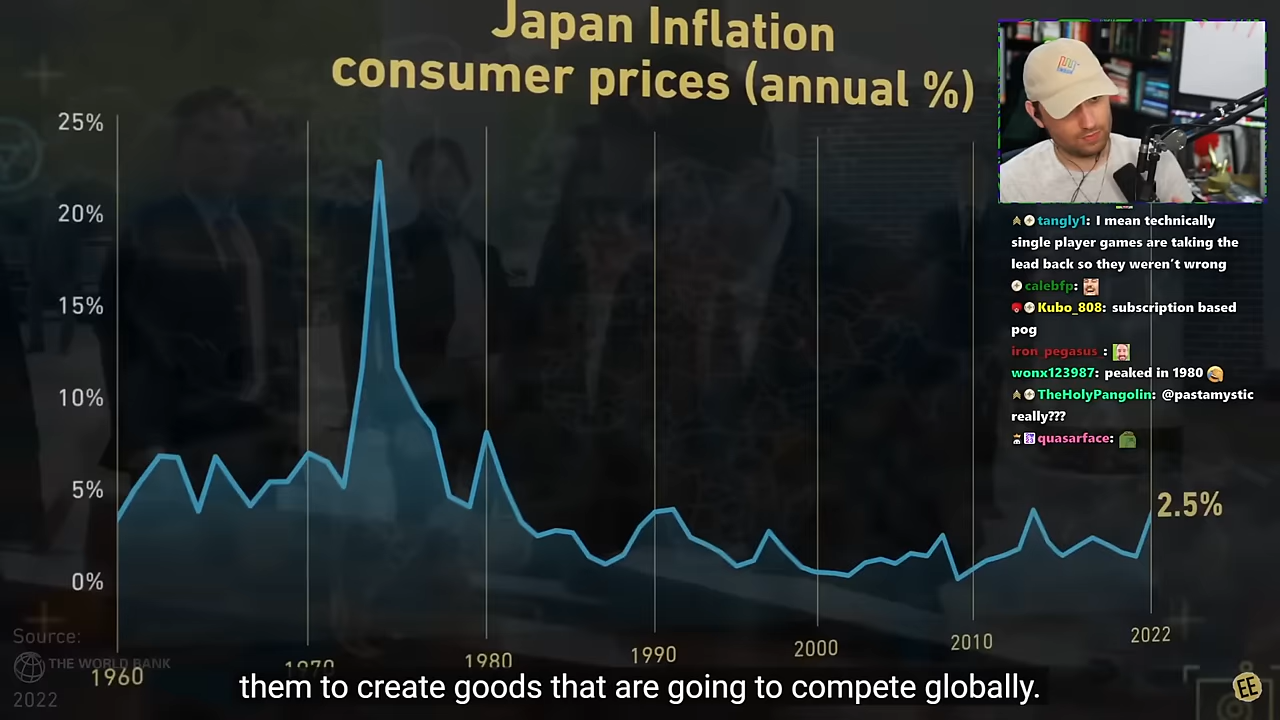 Japan Inflation
consumer prices (annual %)
25%
20%
15%
10%
5%
0%
2.5%
1960
1970
1980
1990
2000
2010
2022
Source:
THE WORLD BANK
2022
tangly1: I mean technically
single player games are taking the
lead back so they weren't wrong
calebfp:
Kubo_808: subscription based
pog
iron_pegasus :
wonx123987: peaked in 1980
TheHolyPangolin: @pastamystic
really???
quasarface:
them to create goods that are going to compete globally.
EE